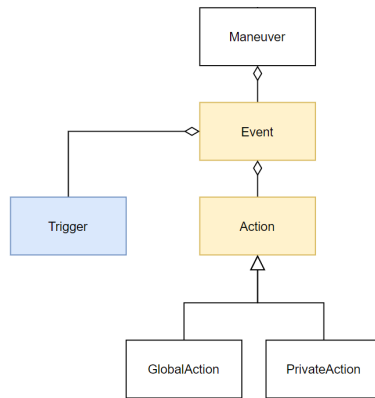 Maneuver
Event
Trigger
Action
GlobalAction
PrivateAction